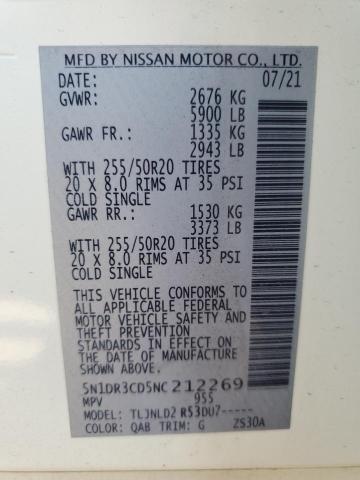 MFD BY NISSAN MOTOR CO., LTD.
DATE: 07/21
GVWR: 2676 KG
5900 LB
GAWR FR.: 1335 KG
2943 LB
WITH 255/50R20 TIRES
20 X 8.0 RIMS AT 35 PSI
COLD SINGLE
GAWR RR.: 1530 KG
3373 LB
WITH 255/50R20 TIRES
20 X 8.0 RIMS AT 35 PSI
COLD SINGLE
THIS VEHICLE CONFORMS TO
ALL APPLICABLE FEDERAL
MOTOR VEHICLE SAFETY AND
THEFT PREVENTION
STANDARDS IN EFFECT ON
THE DATE OF MANUFACTURE
SHOWN ABOVE.
5N1DR3CD5NC212269
MPV 955
MODEL: TLJNLD2 R53DU7-----
COLOR: QAB TRIM: G ZS30A